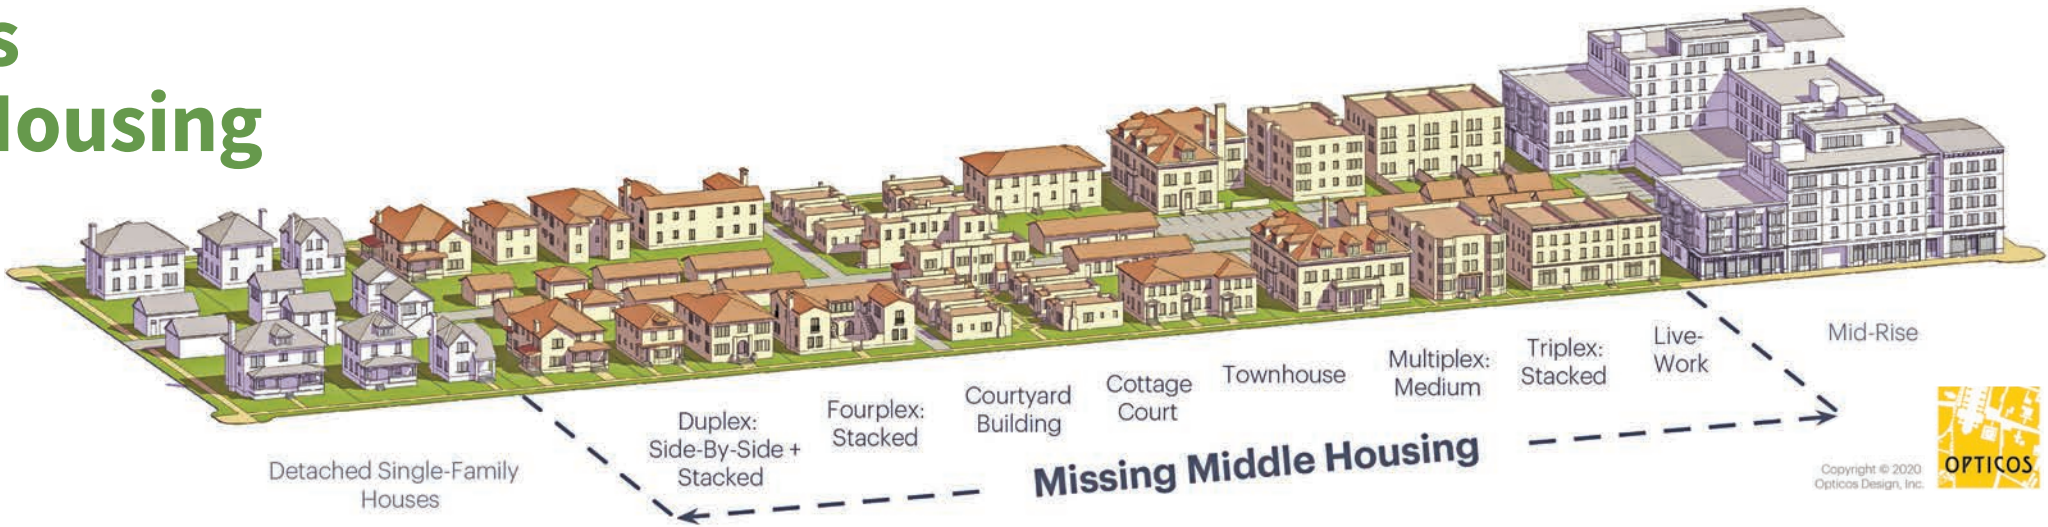 s
Housing
Detached Single-Family
Houses
Duplex:
Side-By-Side +
Stacked
Fourplex:
Stacked
Courtyard
Building
Cottage
Court
Townhouse
Multiplex:
Medium
Triplex:
Stacked
Live-
Work
Mid-Rise
Missing Middle Housing
Copyright © 2020
Opticos Design, Inc.
OPTICOS